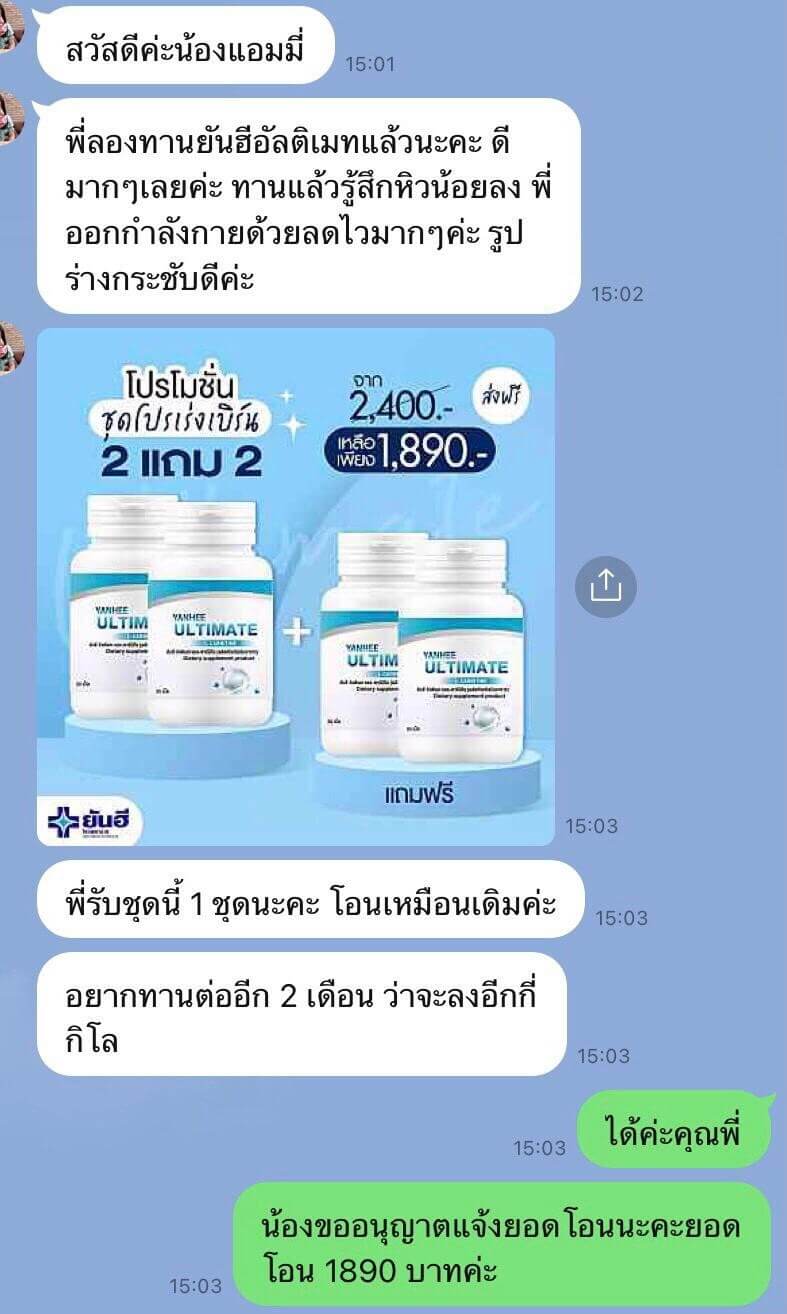 สวัสดีค่ะน้องแอมมี่
15:01
พี่ลองทานยันฮีอัลติเมทแล้วนะคะ ดี
มากๆเลยค่ะ ทานแล้วรู้สึกหิวน้อยลง พี่
ออกกำลังกายด้วยลดไวมากๆค่ะ รูป
ร่างกระชับดีค่ะ
15:02
โปรโมชั่น
ชุดโปรเร่งเบิร์น
2 แถม 2
จาก
2,400.-
ส่งฟรี
เหลือ
เพียง 1,890.-
YANHEE
ULTIM
YANHEE
ULTIMATE
L-CARNITINE
Dietary supplement product
+
YANHEE
ULTIM
YANHEE
ULTIMATE
L-CARNITINE
Dietary supplement product
แถมฟรี
ยันฮี
15:03
พี่รับชุดนี้ 1 ชุดนะคะ โอนเหมือนเดิมค่ะ
15:03
อยากทานต่ออีก 2 เดือน ว่าจะลงอีกกี่
กิโล
15:03
ได้ค่ะคุณพี่
15:03
น้องขออนุญาตแจ้งยอดโอนนะคะยอด
โอน 1890 บาทค่ะ
15:03